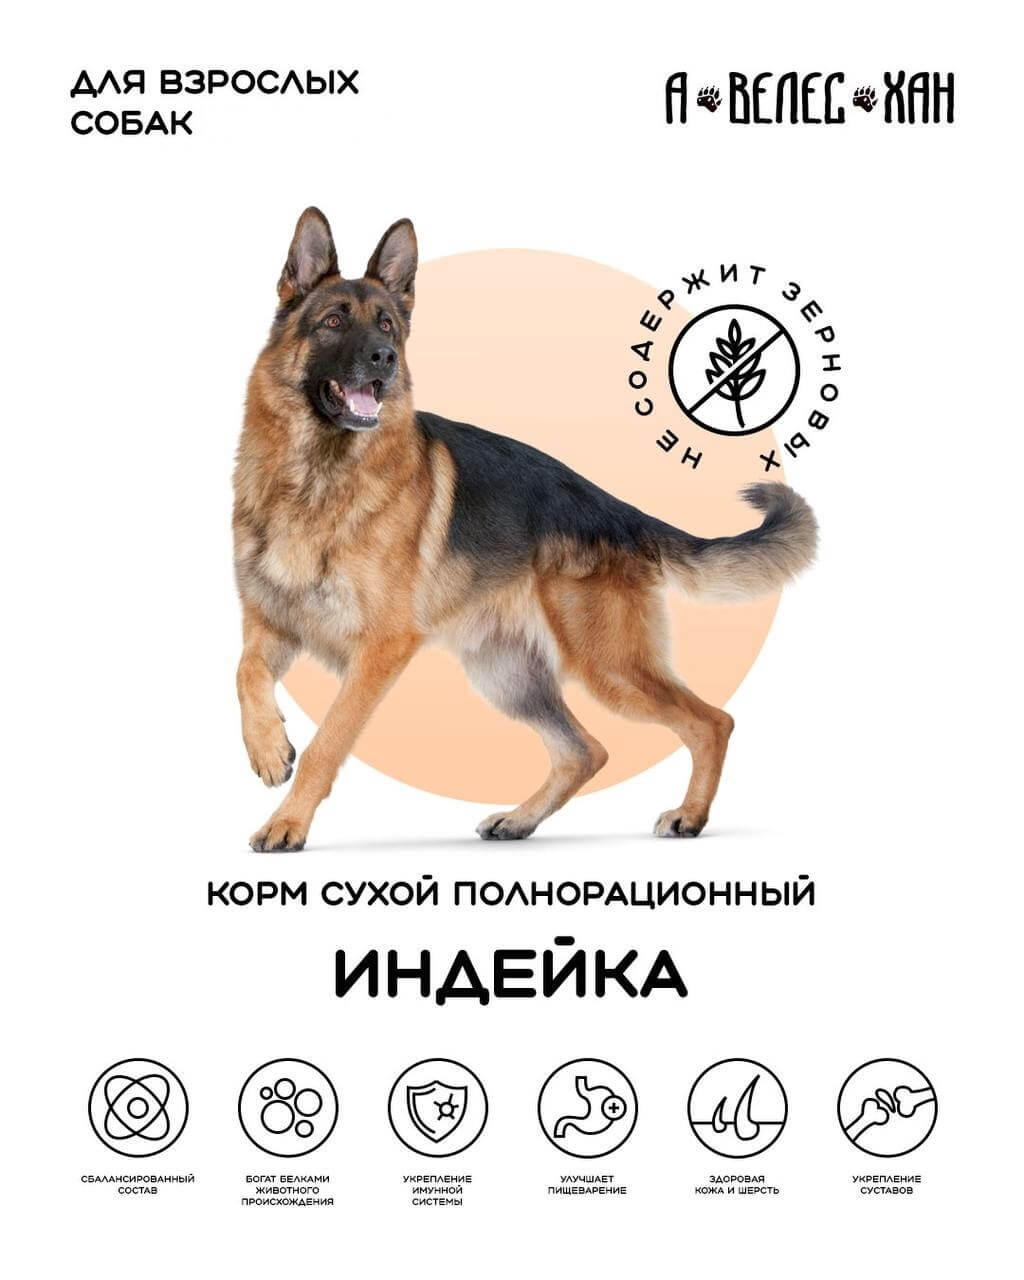 ДЛЯ ВЗРОСЛЫХ
СОБАК
А ВЕЛЕС ХАН
НЕ СОДЕРЖИТ ЗЕРНОВЫХ
КОРМ СУХОЙ ПОЛНОРАЦИОННЫЙ
ИНДЕЙКА
СБАЛАНСИРОВАННЫЙ
СОСТАВ
БОГАТ БЕЛКАМИ
ЖИВОТНОГО
ПРОИСХОЖДЕНИЯ
УКРЕПЛЕНИЕ
ИМУННОЙ
СИСТЕМЫ
УЛУЧШАЕТ
ПИЩЕВАРЕНИЕ
ЗДОРОВАЯ
КОЖА И ШЕРСТЬ
УКРЕПЛЕНИЕ
СУСТАВОВ